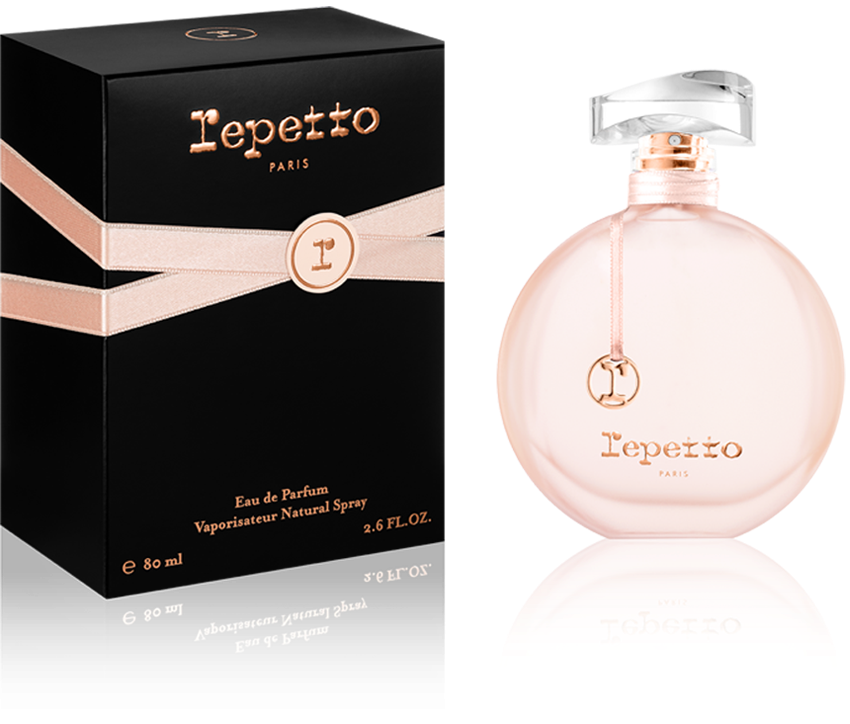 r
repetto
PARIS
r
Eau de Parfum
Vaporisateur Natural Spray
2.6 FL.OZ.
℮ 80 ml
r
repetto
PARIS